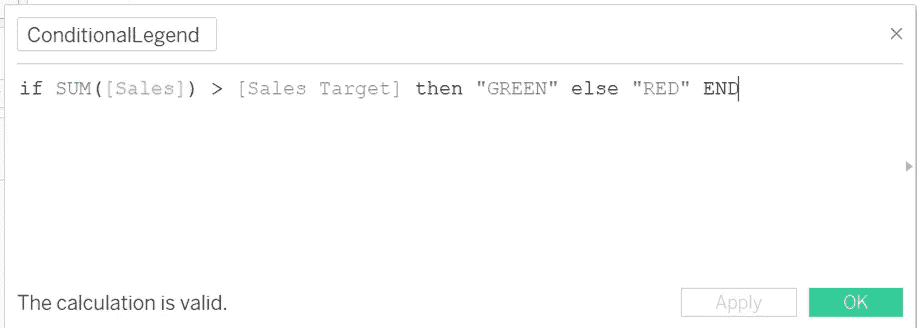 ConditionalLegend
if SUM([Sales]) > [Sales Target] then "GREEN" else "RED" END
The calculation is valid.
Apply
OK